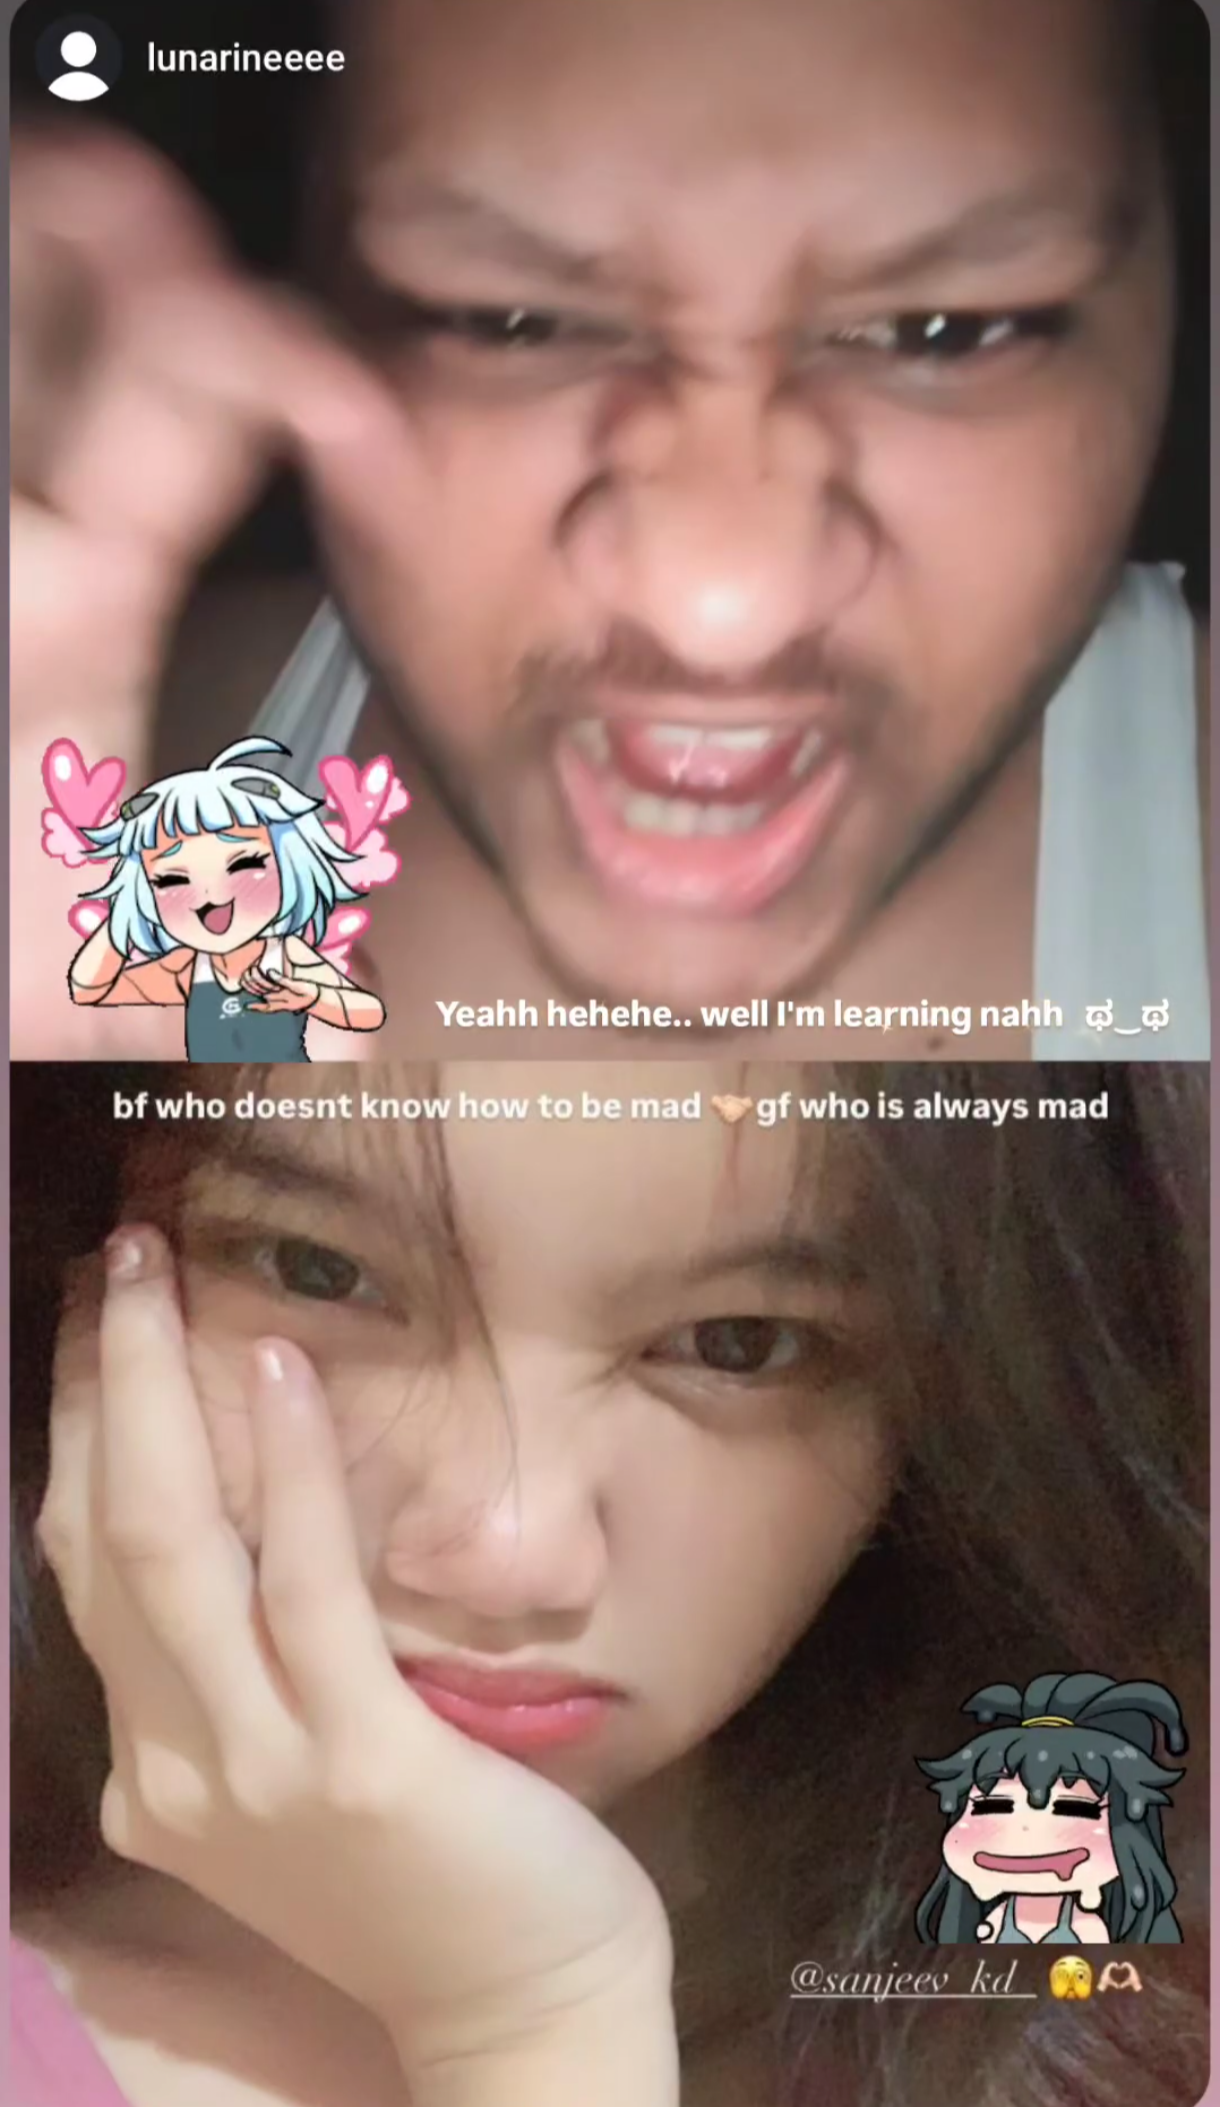 lunarineeee
Yeahh hehehe.. well I'm learning nahh ಥ‿ಥ
bf who doesnt know how to be mad 🤝gf who is always mad
@sanjeev_kd_ 🫣🫶